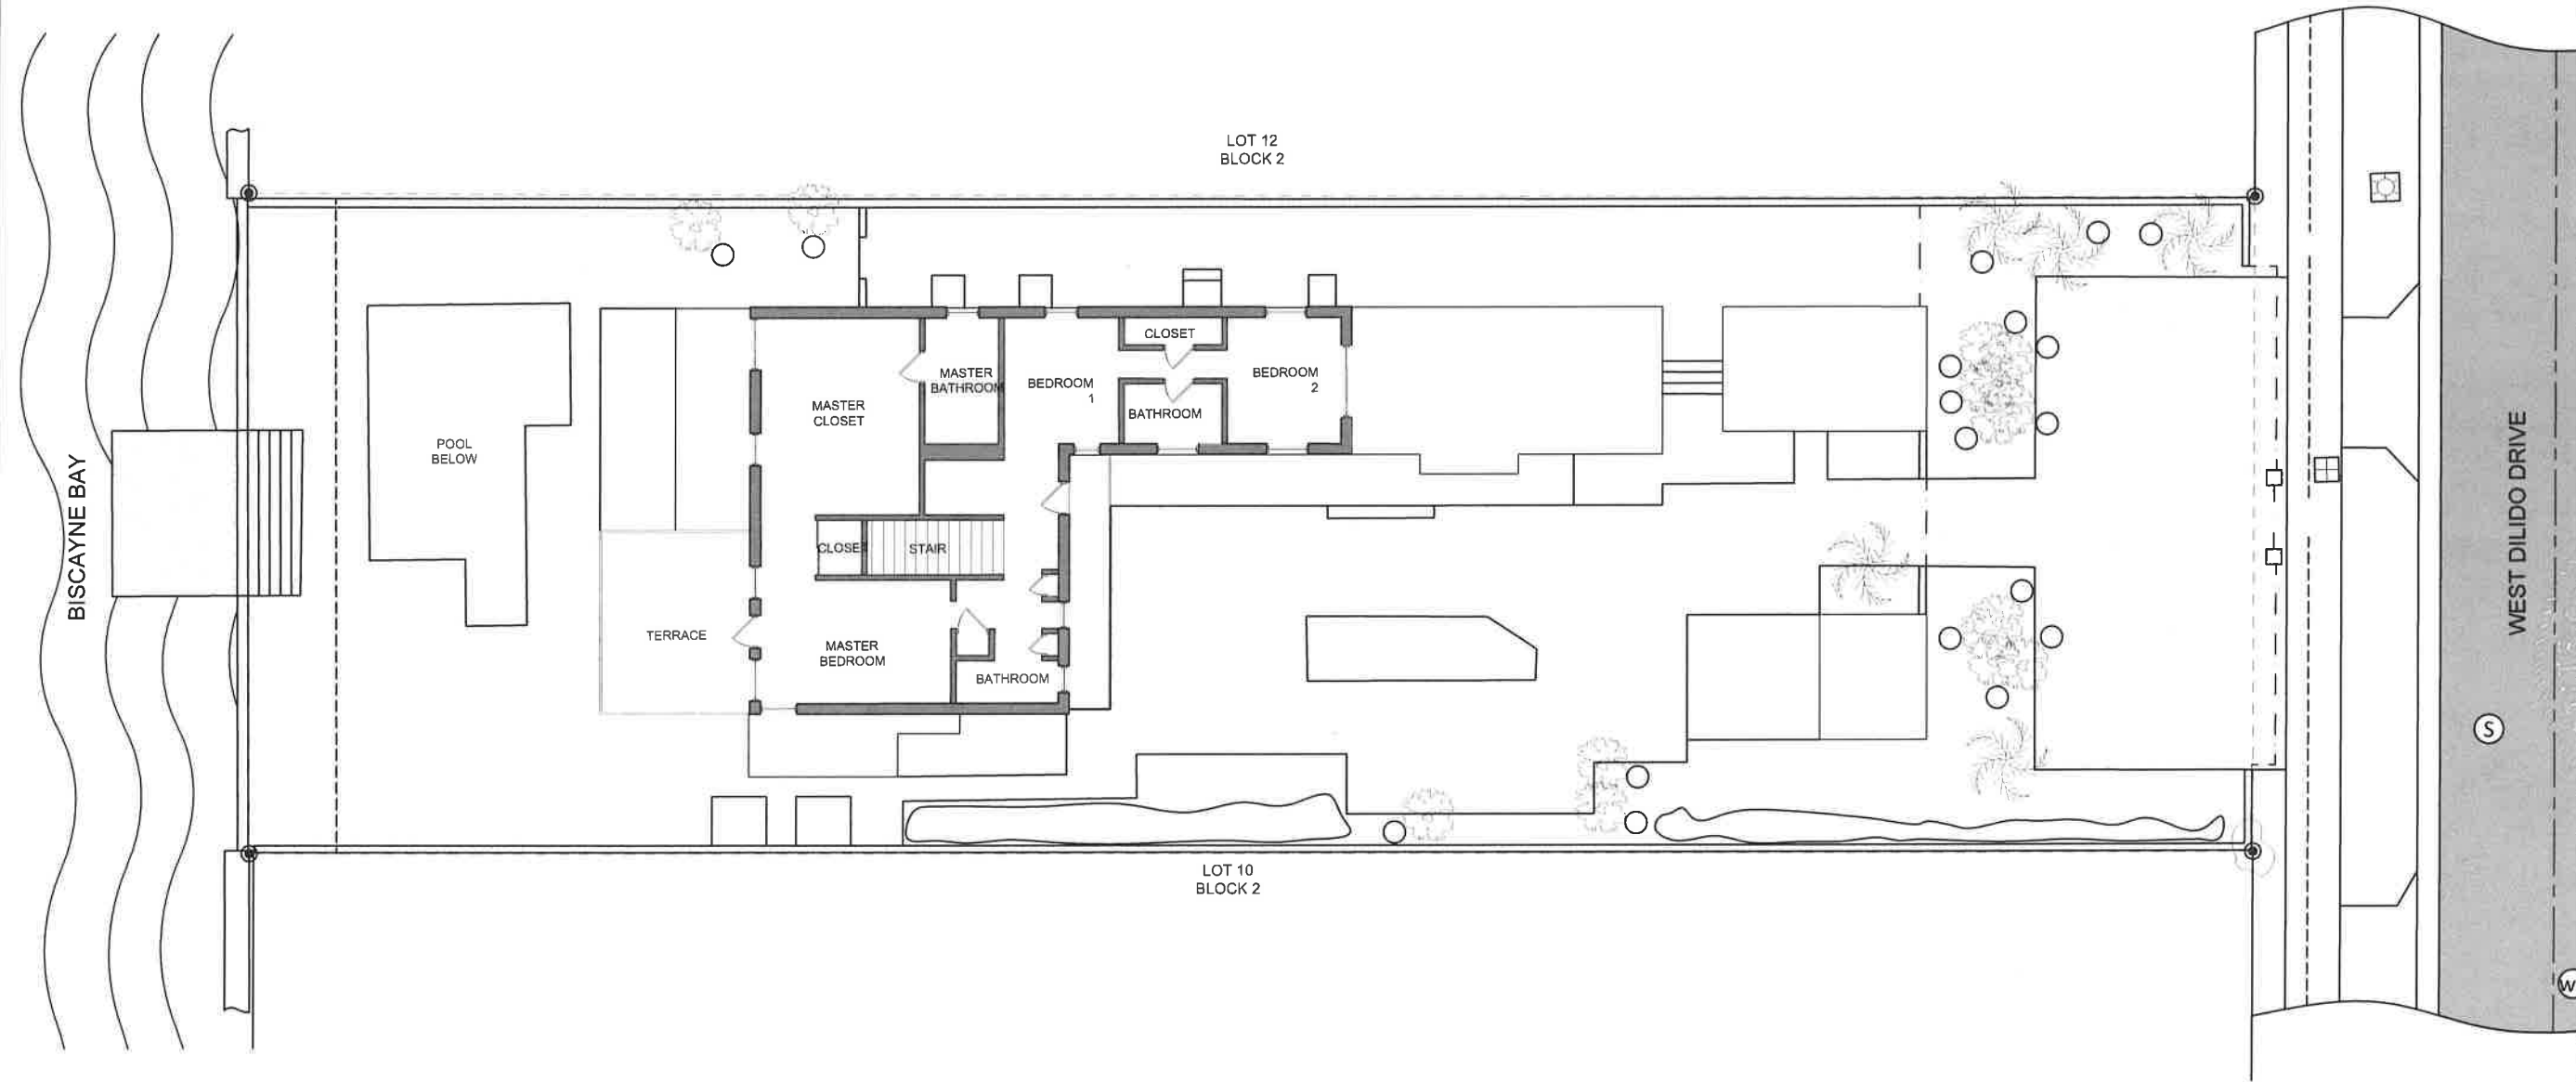 LOT 12
BLOCK 2
BISCAYNE BAY
POOL
BELOW
TERRACE
MASTER
CLOSET
MASTER
BATHROOM
BEDROOM
1
CLOSET
BATHROOM
BEDROOM
2
CLOSE
STAIR
MASTER
BEDROOM
BATHROOM
LOT 10
BLOCK 2
WEST DILIDO DRIVE
S
W